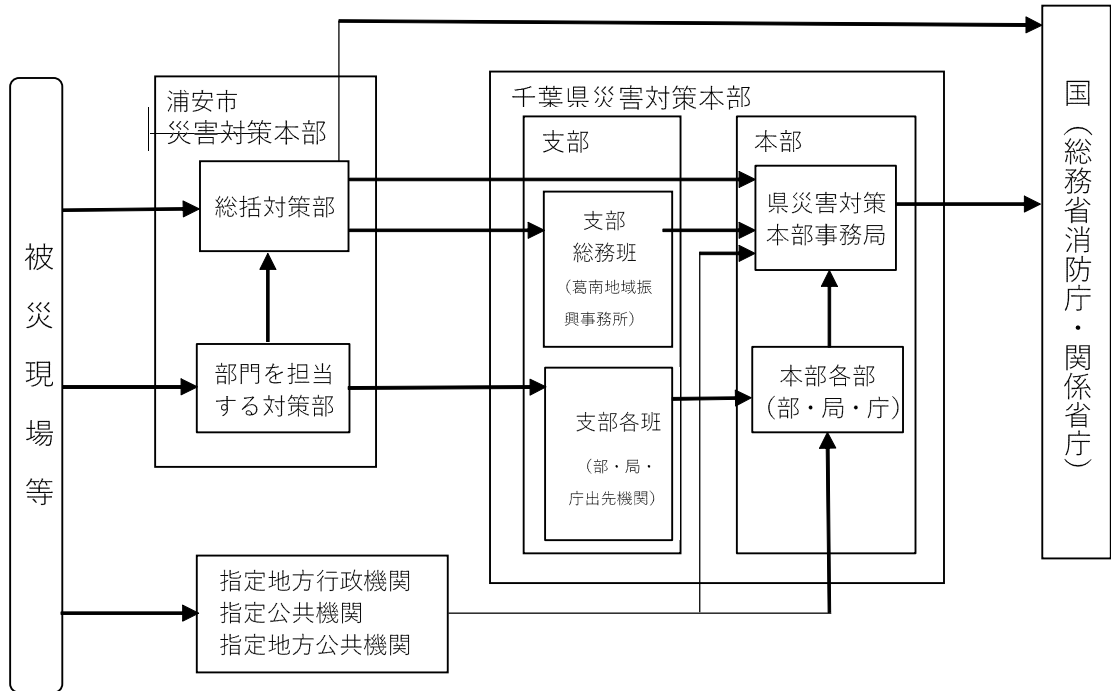 被災現場等
浦安市
災害対策本部
総括対策部
部門を担当
する対策部
指定地方行政機関
指定公共機関
指定地方公共機関
千葉県災害対策本部
支部
支部
総務班
(葛南地域振
興事務所)
支部各班
(部・局・
庁出先機関)
本部
県災害対策
本部事務局
本部各部
(部・局・庁)
国(総務省消防庁・関係省庁)